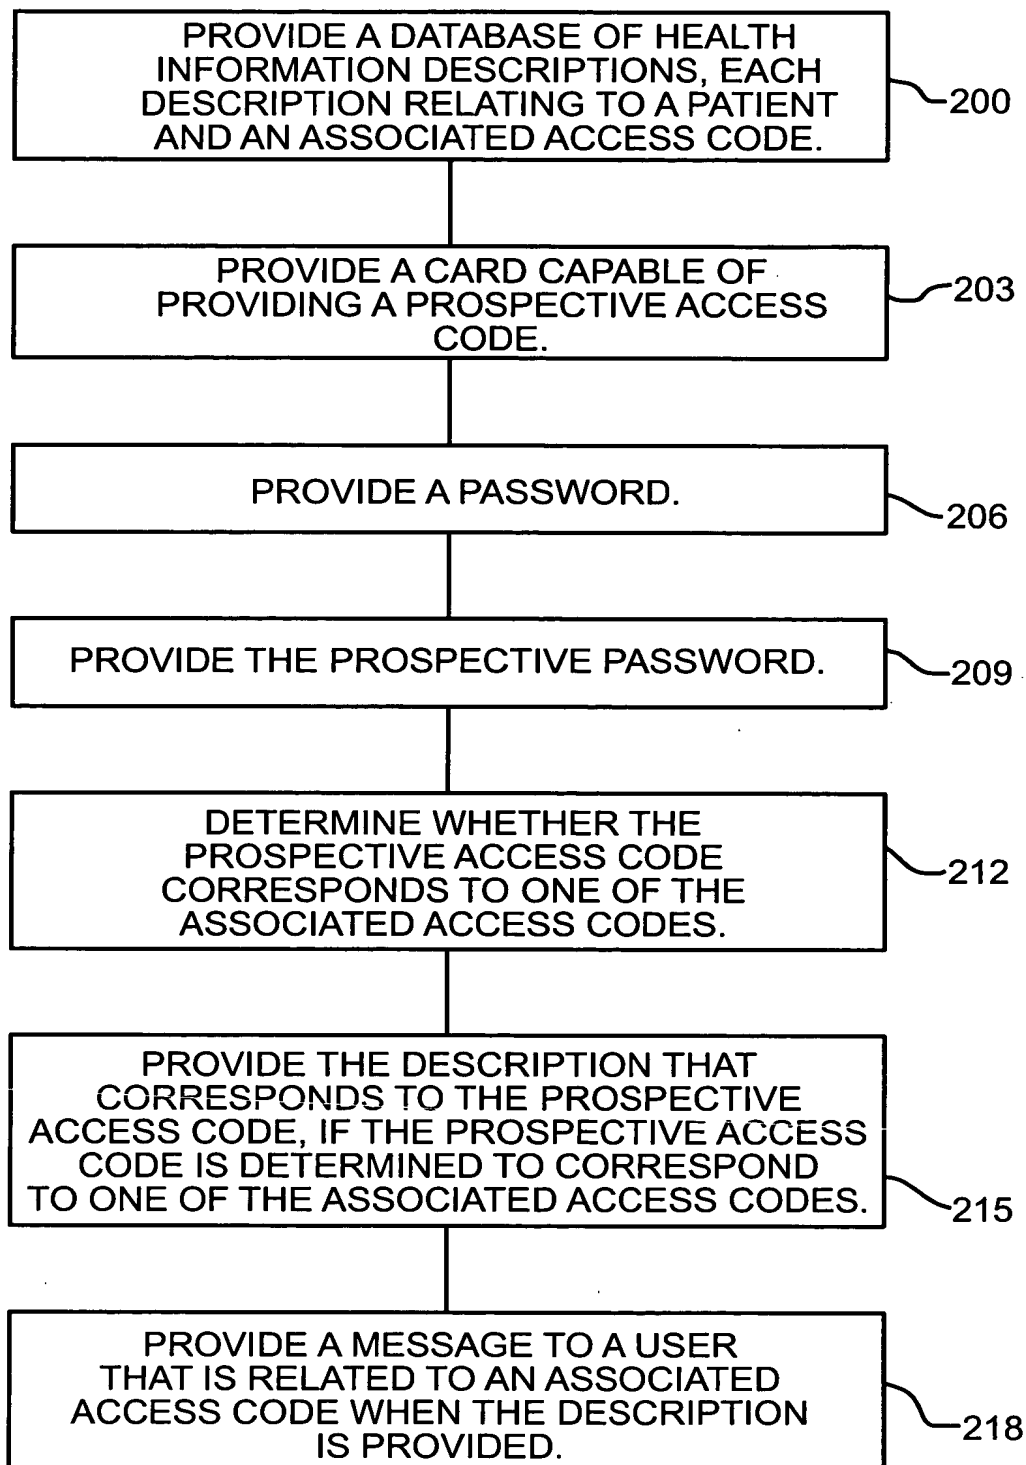 PROVIDE A DATABASE OF HEALTH
INFORMATION DESCRIPTIONS, EACH
DESCRIPTION RELATING TO A PATIENT
AND AN ASSOCIATED ACCESS CODE.
200
PROVIDE A CARD CAPABLE OF
PROVIDING A PROSPECTIVE ACCESS
CODE.
203
PROVIDE A PASSWORD.
206
PROVIDE THE PROSPECTIVE PASSWORD.
209
DETERMINE WHETHER THE
PROSPECTIVE ACCESS CODE
CORRESPONDS TO ONE OF THE
ASSOCIATED ACCESS CODES.
212
PROVIDE THE DESCRIPTION THAT
CORRESPONDS TO THE PROSPECTIVE
ACCESS CODE, IF THE PROSPECTIVE ACCESS
CODE IS DETERMINED TO CORRESPOND
TO ONE OF THE ASSOCIATED ACCESS CODES.
215
PROVIDE A MESSAGE TO A USER
THAT IS RELATED TO AN ASSOCIATED
ACCESS CODE WHEN THE DESCRIPTION
IS PROVIDED.
218